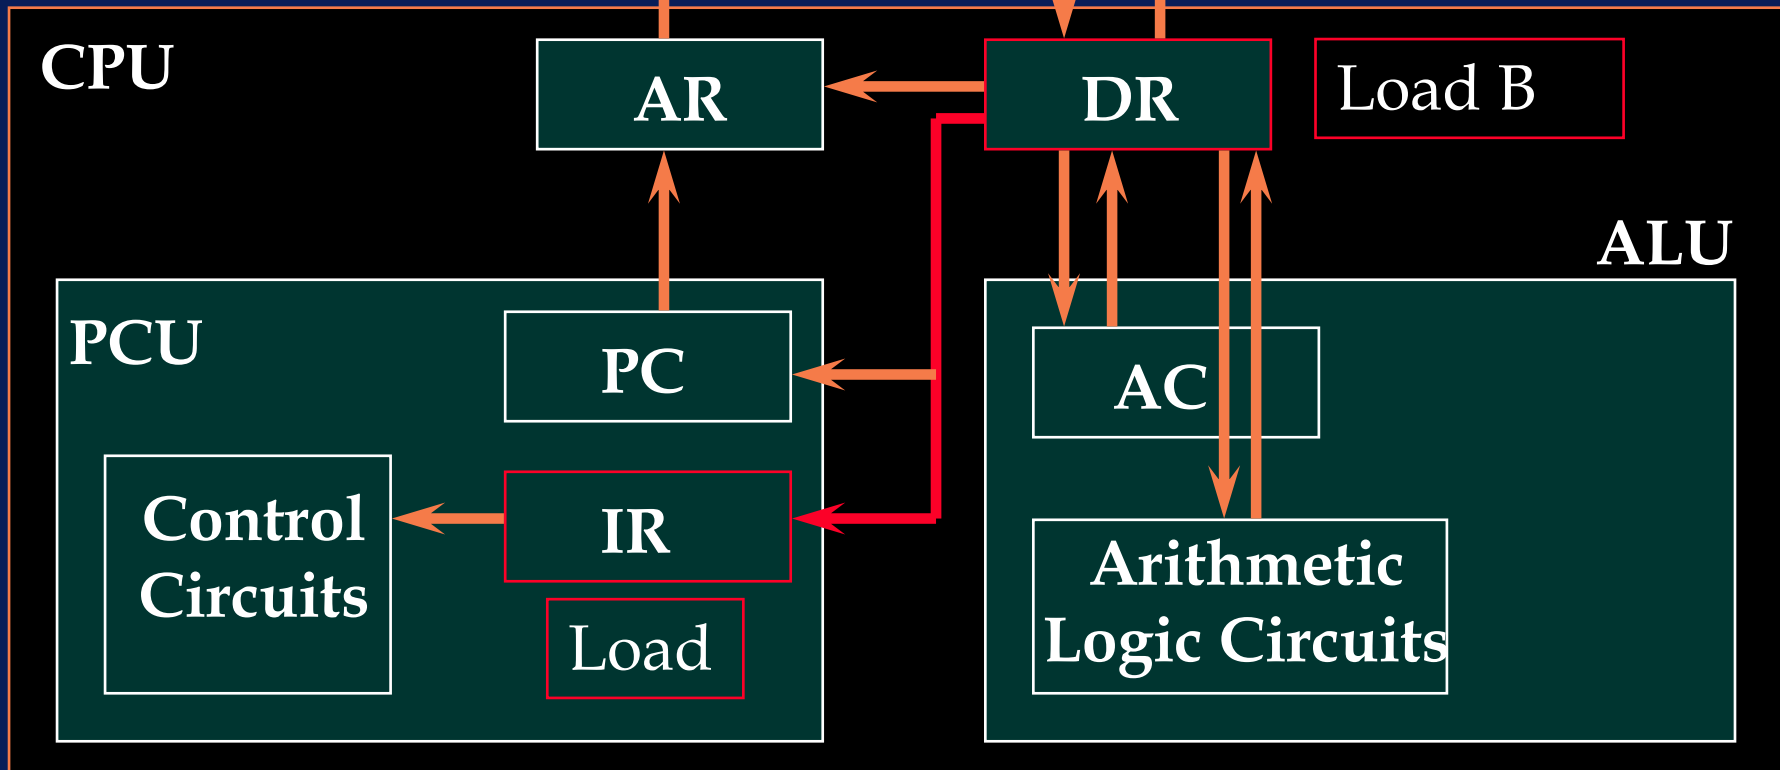 CPU
AR
DR
Load B
ALU
PCU
PC
AC
Control
Circuits
IR
Load
Arithmetic
Logic Circuits